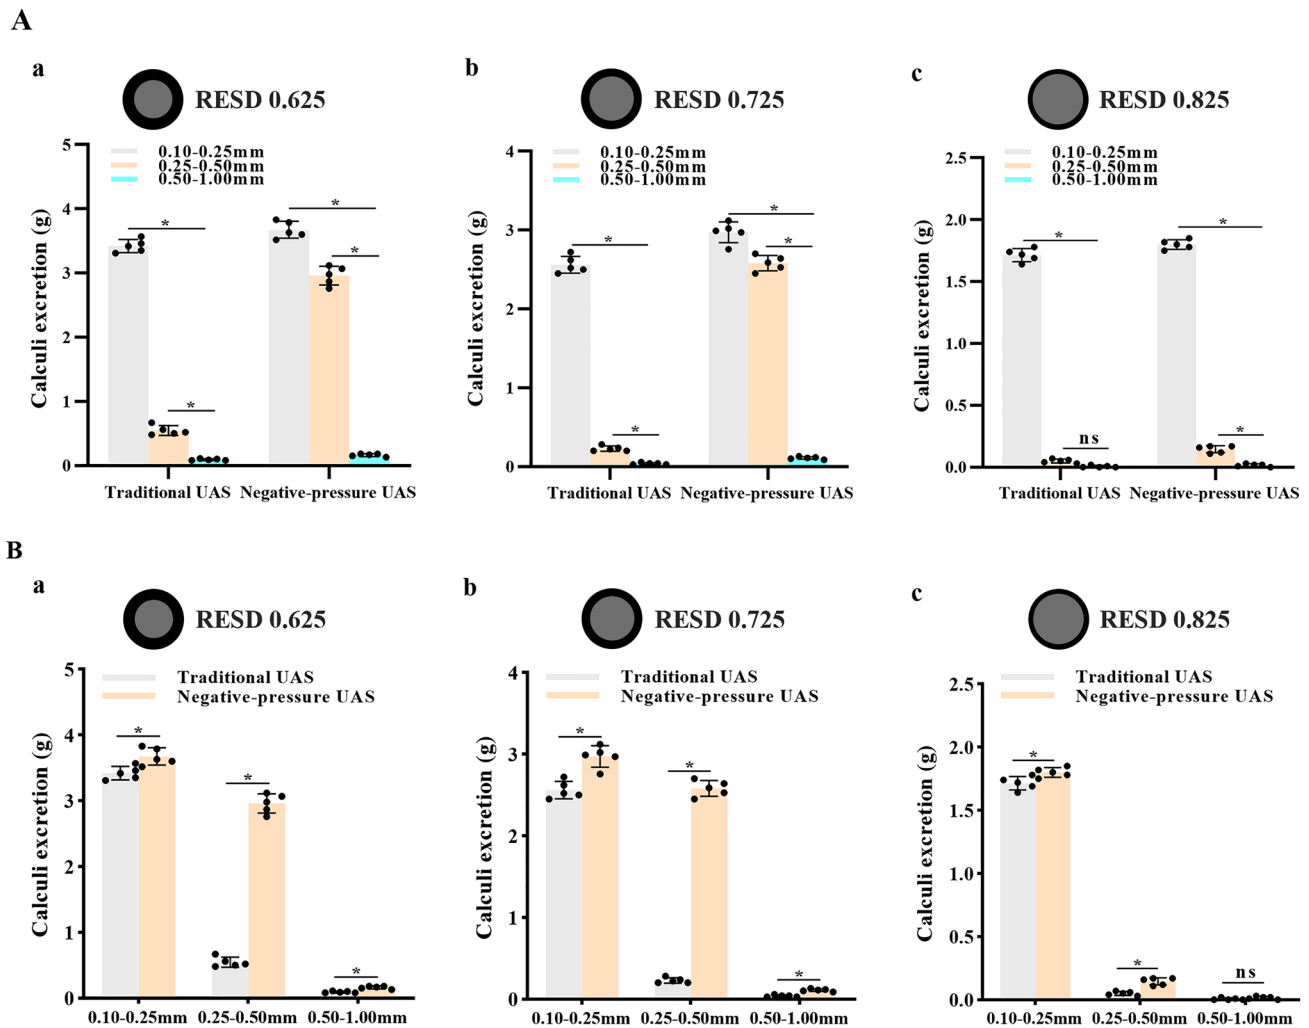 A
a
RESD 0.625
0.10-0.25mm
0.25-0.50mm
0.50-1.00mm
5
4
3
2
1
0
Calculi excretion (g)
*
*
*
*
Traditional UAS
Negative-pressure UAS
b
RESD 0.725
0.10-0.25mm
0.25-0.50mm
0.50-1.00mm
4
3
2
1
0
Calculi excretion (g)
*
*
*
*
Traditional UAS
Negative-pressure UAS
c
RESD 0.825
0.10-0.25mm
0.25-0.50mm
0.50-1.00mm
2.5
2.0
1.5
1.0
0.5
0.0
Calculi excretion (g)
*
ns
*
*
Traditional UAS
Negative-pressure UAS
B
a
RESD 0.625
Traditional UAS
Negative-pressure UAS
5
4
3
2
1
0
Calculi excretion (g)
*
*
*
0.10-0.25mm
0.25-0.50mm
0.50-1.00mm
b
RESD 0.725
Traditional UAS
Negative-pressure UAS
4
3
2
1
0
Calculi excretion (g)
*
*
*
0.10-0.25mm
0.25-0.50mm
0.50-1.00mm
c
RESD 0.825
Traditional UAS
Negative-pressure UAS
2.5
2.0
1.5
1.0
0.5
0.0
Calculi excretion (g)
*
*
ns
0.10-0.25mm
0.25-0.50mm
0.50-1.00mm